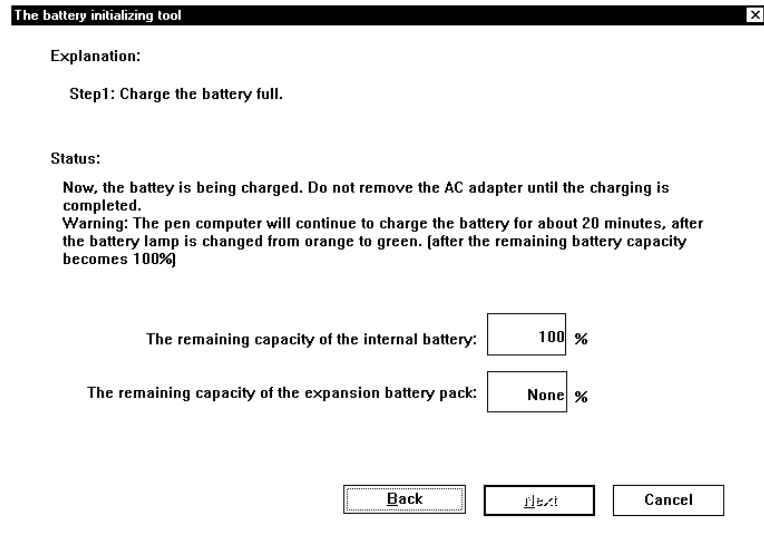 The battery initializing tool
Explanation:
Step1: Charge the battery full.
Status:
Now, the battey is being charged. Do not remove the AC adapter until the charging is
completed.
Warning: The pen computer will continue to charge the battery for about 20 minutes, after
the battery lamp is changed from orange to green. (after the remaining battery capacity
becomes 100%)
The remaining capacity of the internal battery: 100 %
The remaining capacity of the expansion battery pack: None %
Back Next Cancel